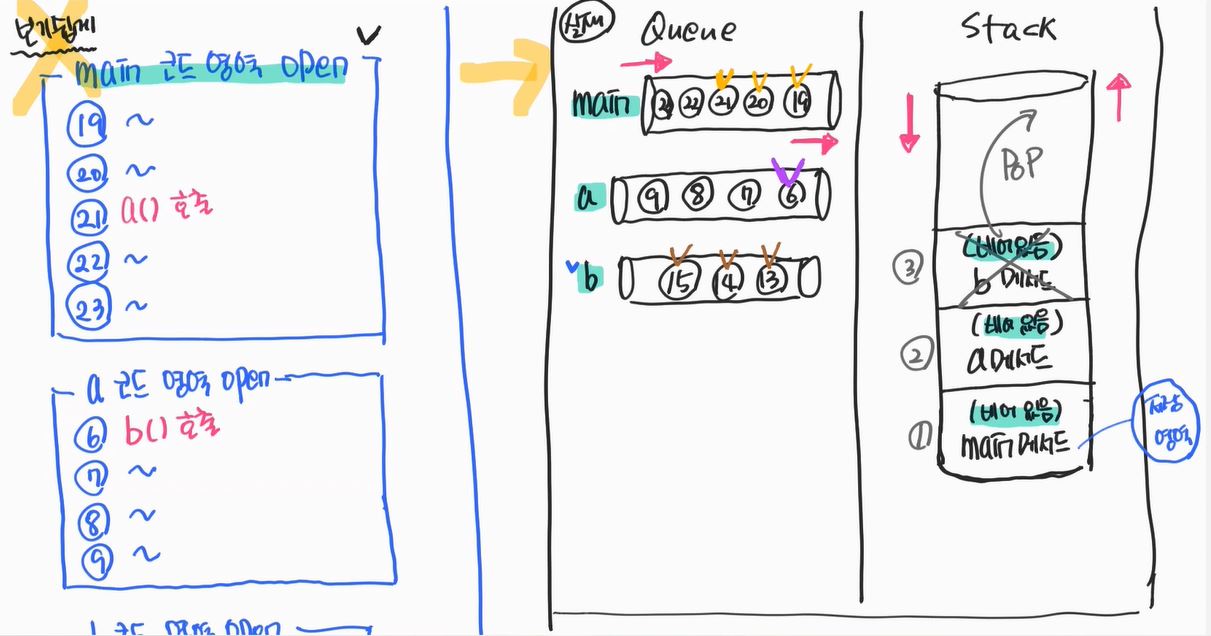 보기쉽게
main 코드 영역 open
19 ~
20 ~
21 a() 호출
22 ~
23 ~
a 코드 영역 open
6 b() 호출
7 ~
8 ~
9 ~
b 코드 영역 open
실제 Queue
main 22 21 20 19
a 9 8 7 6
b 15 14 13
Stack
POP
3 (비어있음)
b 메서드
2 (비어있음)
a 메서드
1 (비어있음)
main 메서드
저장
영역